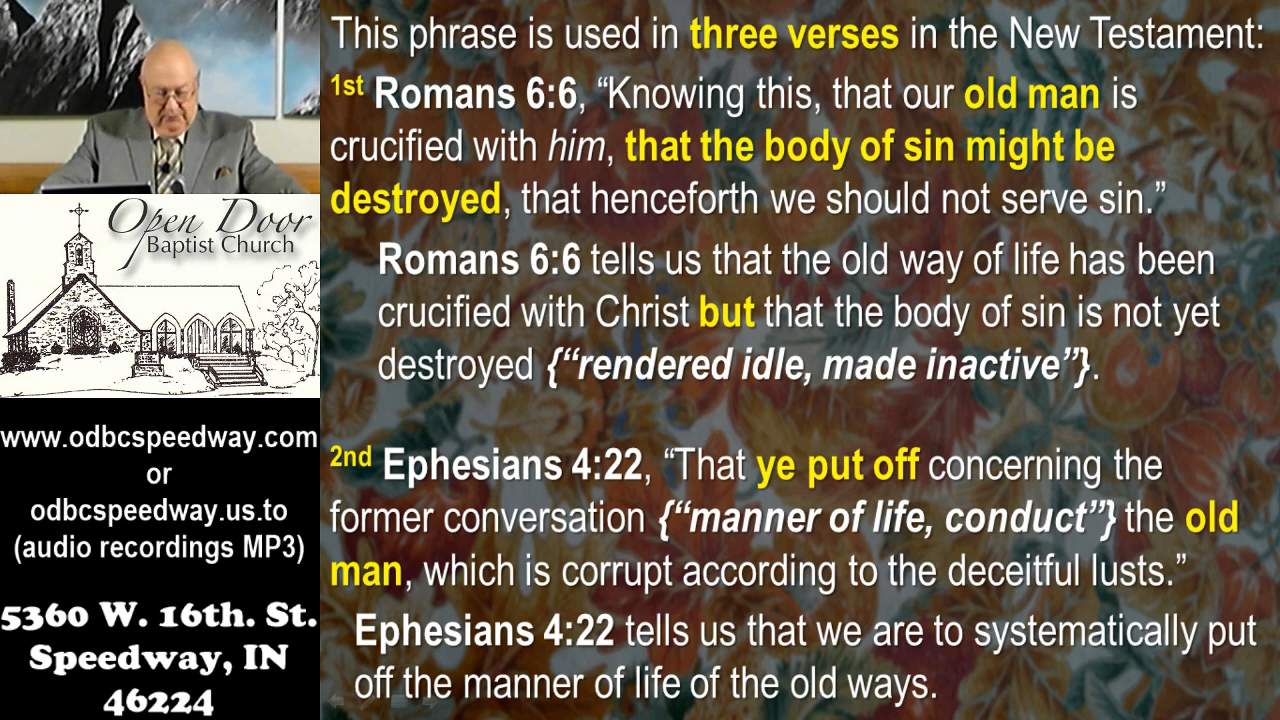 This phrase is used in three verses in the New Testament:
1st Romans 6:6, “Knowing this, that our old man is
crucified with him, that the body of sin might be
destroyed, that henceforth we should not serve sin.”
Romans 6:6 tells us that the old way of life has been
crucified with Christ but that the body of sin is not yet
destroyed {“rendered idle, made inactive”}.
2nd Ephesians 4:22, “That ye put off concerning the
former conversation {“manner of life, conduct”} the old
man, which is corrupt according to the deceitful lusts.”
Ephesians 4:22 tells us that we are to systematically put
off the manner of life of the old ways.
Open Door
Baptist Church
www.odbcspeedway.com
or
odbcspeedway.us.to
(audio recordings MP3)
5360 W. 16th. St.
Speedway, IN
46224